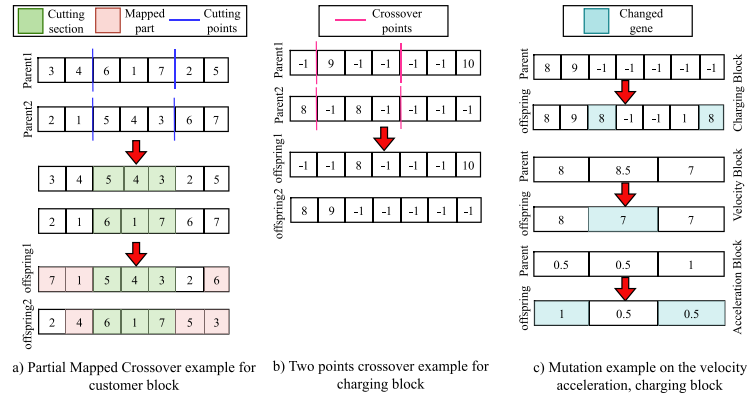 Cutting section
Mapped part
Cutting points
Parent1
3 4 6 1 7 2 5
Parent2
2 1 5 4 3 6 7
3 4 5 4 3 2 5
2 1 6 1 7 6 7
offspring1
7 1 5 4 3 2 6
offspring2
2 4 6 1 7 5 3
a) Partial Mapped Crossover example for
customer block
Crossover points
Parent1
-1 9 -1 -1 -1 -1 10
Parent2
8 -1 8 -1 -1 -1 -1
offspring1
-1 -1 8 -1 -1 -1 10
offspring2
8 9 -1 -1 -1 -1 -1
b) Two points crossover example for
charging block
Changed gene
Parent
8 9 -1 -1 -1 -1 -1
offspring
8 9 8 -1 -1 1 8
Charging Block
Parent
8 8.5 7
offspring
8 7 7
Velocity Block
Parent
0.5 0.5 1
offspring
1 0.5 0.5
Acceleration Block
c) Mutation example on the velocity
acceleration, charging block